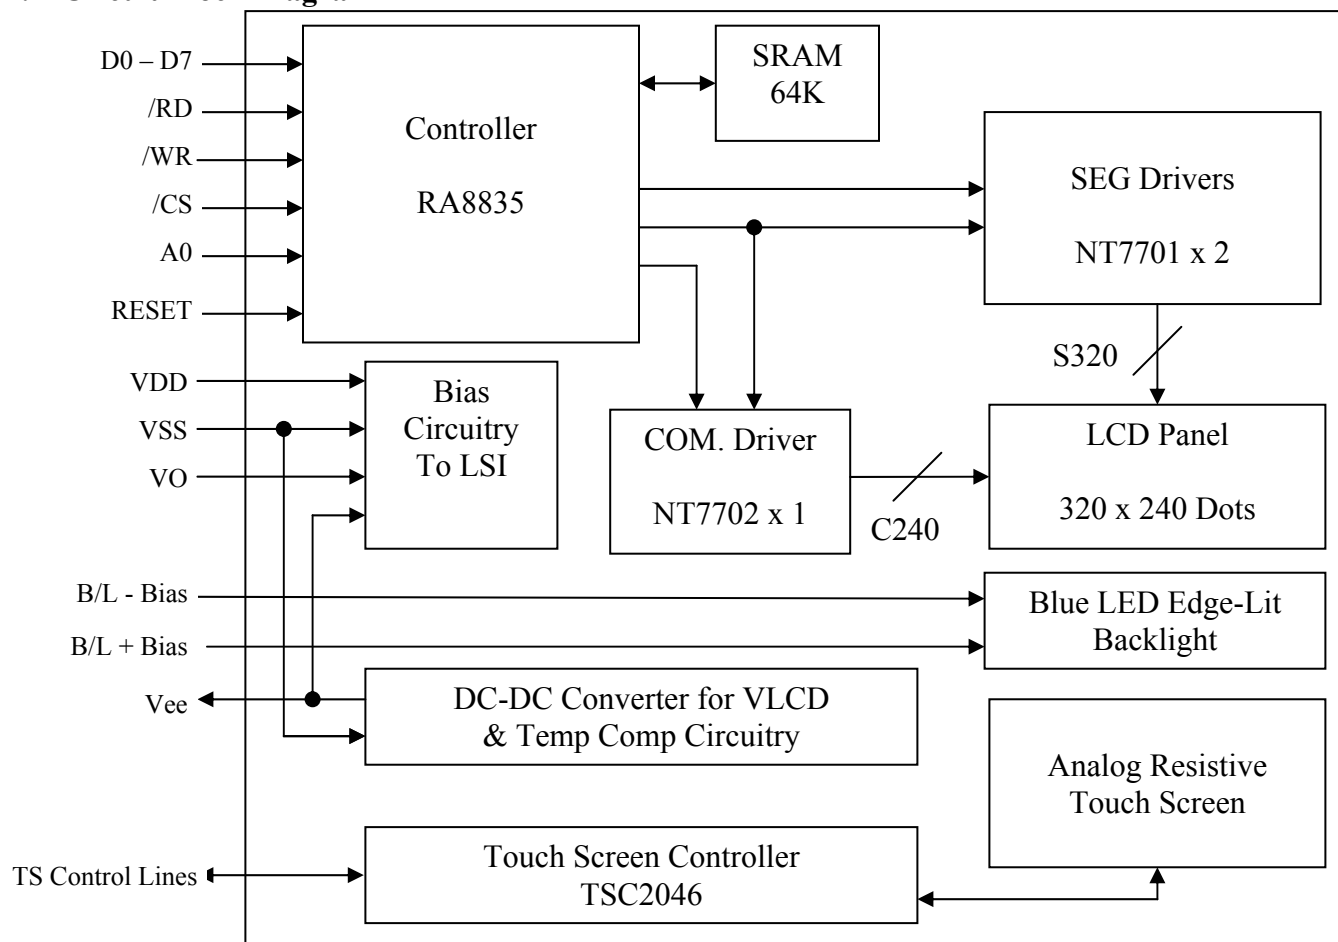 D0 – D7
/RD
/WR
/CS
A0
RESET
Controller
RA8835
SRAM
64K
SEG Drivers
NT7701 x 2
S320
VDD
VSS
VO
Bias
Circuitry
To LSI
COM. Driver
NT7702 x 1
C240
LCD Panel
320 x 240 Dots
B/L - Bias
B/L + Bias
Blue LED Edge-Lit
Backlight
Vee
DC-DC Converter for VLCD
& Temp Comp Circuitry
Analog Resistive
Touch Screen
TS Control Lines
Touch Screen Controller
TSC2046